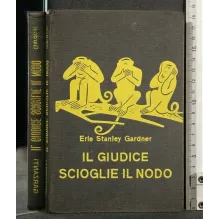 Erle Stanley Gardner
IL GIUDICE
SCIOGLIE IL NODO
IL GIUDICE SCIOGLIE IL NODO